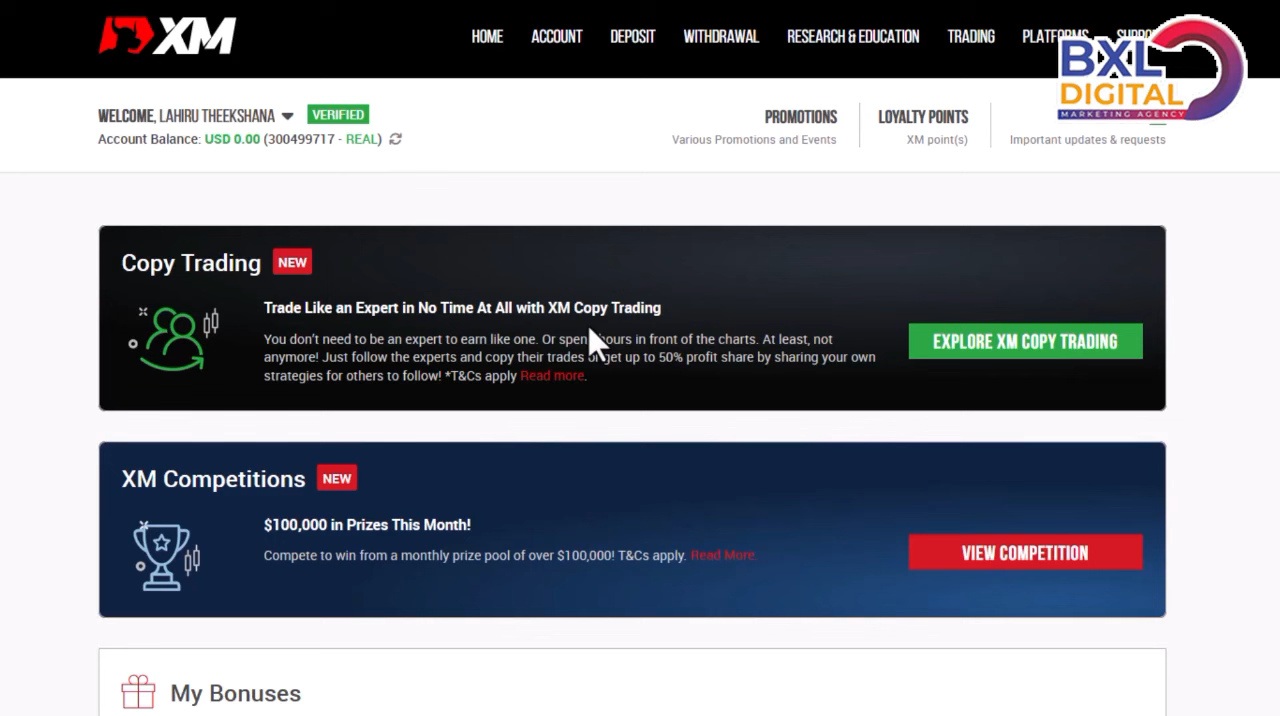 XM
HOME ACCOUNT DEPOSIT WITHDRAWAL RESEARCH & EDUCATION TRADING PLATFORMS
BXL
DIGITAL
MARKETING AGENCY
WELCOME, LAHIRU THEEKSHANA VERIFIED
Account Balance: USD 0.00 (300499717 - REAL)
PROMOTIONS
Various Promotions and Events
LOYALTY POINTS
XM point(s)
Important updates & requests
Copy Trading NEW
Trade Like an Expert in No Time At All with XM Copy Trading
You don't need to be an expert to earn like one. Or spend hours in front of the charts. At least, not
anymore! Just follow the experts and copy their trades or get up to 50% profit share by sharing your own
strategies for others to follow! *T&Cs apply Read more.
EXPLORE XM COPY TRADING
XM Competitions NEW
$100,000 in Prizes This Month!
Compete to win from a monthly prize pool of over $100,000! T&Cs apply. Read More.
VIEW COMPETITION
My Bonuses